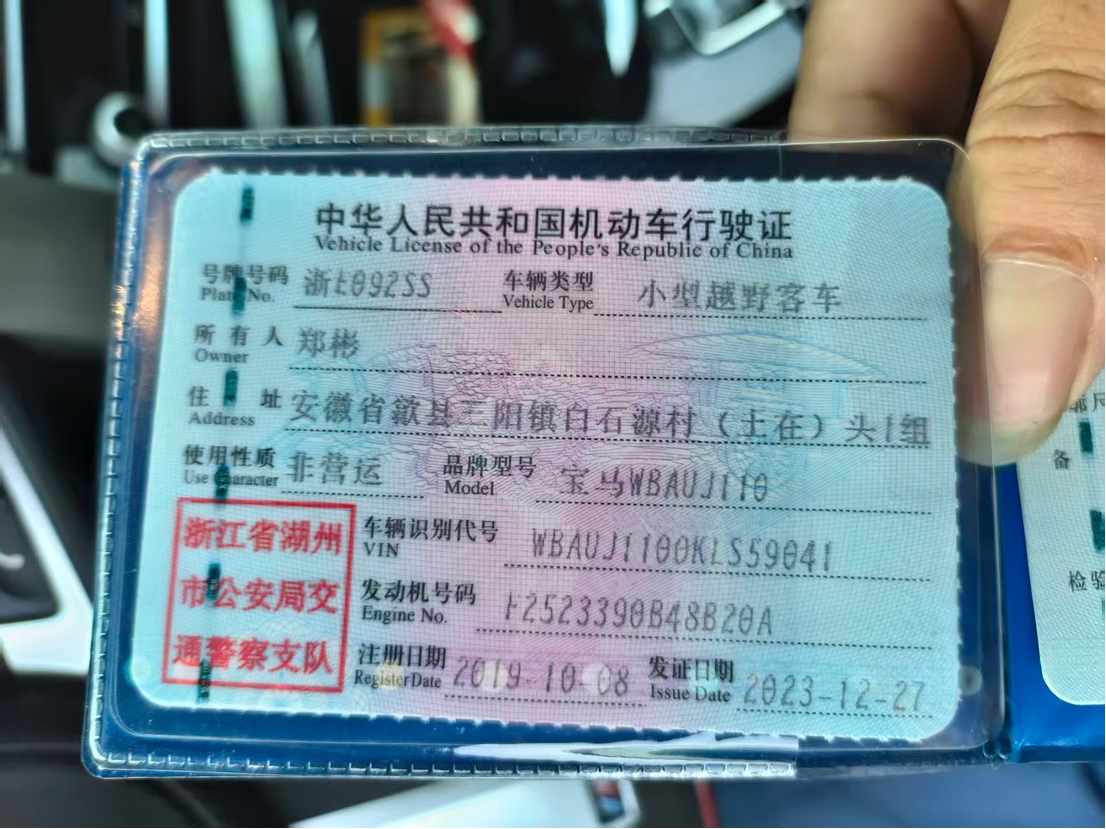 中华人民共和国机动车行驶证
Vehicle License of the People's Republic of China
号牌号码 浙E092SS 车辆类型 小型越野客车
Plate No. Vehicle Type
所有人 郑彬
Owner
住址 安徽省歙县三阳镇白石源村（土在）头1组
Address
使用性质 非营运 品牌型号 宝马WBAUJ110
Use Character Model
浙江省湖州
市公安局交
通警察支队
车辆识别代号 WBAUJ1100KLS59041
VIN
发动机号码 F2523390B48B20A
Engine No.
注册日期 2019-10-08 发证日期 2023-12-27
Register Date Issue Date
备
检验